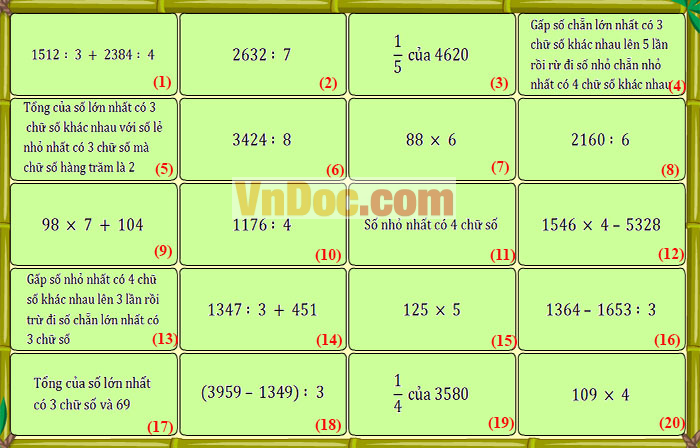 1512 : 3 + 2384 : 4
(1)
2632 : 7
(2)
1/5 của 4620
(3)
Gấp số chẵn lớn nhất có 3
chữ số khác nhau lên 5 lần
rồi rừ đi số nhỏ chẵn nhỏ
nhất có 4 chữ số khác nhau
(4)
Tổng của số lớn nhất có 3
chữ số khác nhau với số lẻ
nhỏ nhất có 3 chữ số mà
chữ số hàng trăm là 2
(5)
3424 : 8
(6)
88 × 6
(7)
2160 : 6
(8)
98 × 7 + 104
(9)
1176 : 4
(10)
Số nhỏ nhất có 4 chữ số
(11)
1546 × 4 – 5328
(12)
VnDoc.com
Gấp số nhỏ nhất có 4 chữ
số khác nhau lên 3 lần rồi
trừ đi số chẵn lớn nhất có
3 chữ số
(13)
1347 : 3 + 451
(14)
125 × 5
(15)
1364 – 1653 : 3
(16)
Tổng của số lớn nhất
có 3 chữ số và 69
(17)
(3959 – 1349) : 3
(18)
1/4 của 3580
(19)
109 × 4
(20)